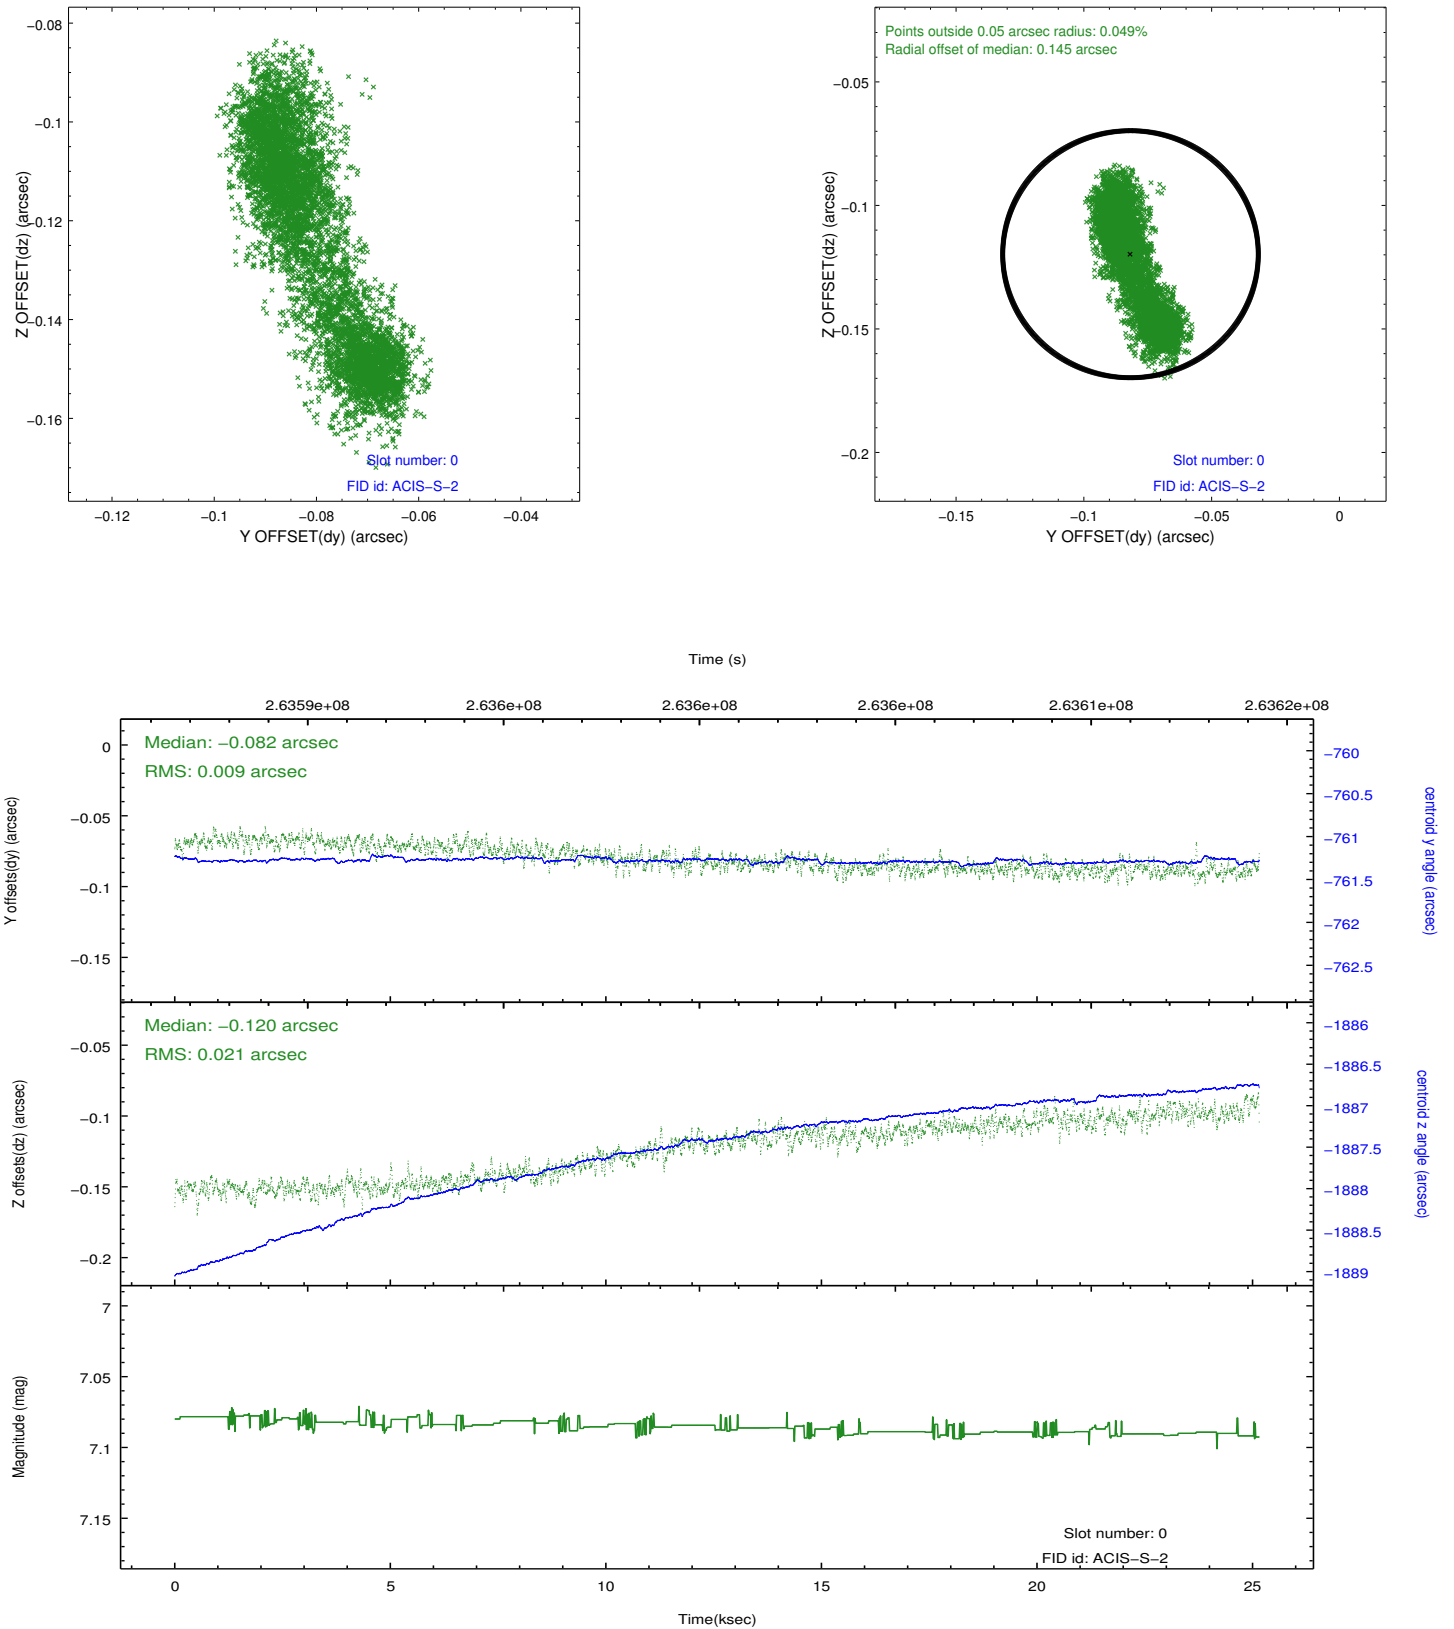 −0.08
−0.1
−0.12
−0.14
−0.16
Z OFFSET(dz) (arcsec)
Slot number: 0
FID id: ACIS−S−2
−0.12
−0.1
−0.08
−0.06
−0.04
Y OFFSET(dy) (arcsec)
Points outside 0.05 arcsec radius: 0.049%
Radial offset of median: 0.145 arcsec
−0.05
−0.1
−0.15
−0.2
Z OFFSET(dz) (arcsec)
Slot number: 0
FID id: ACIS−S−2
−0.15
−0.1
−0.05
0
Y OFFSET(dy) (arcsec)
Time (s)
2.6359e+08
2.636e+08
2.636e+08
2.636e+08
2.6361e+08
2.6362e+08
Median: −0.082 arcsec
RMS: 0.009 arcsec
0
−0.05
−0.1
−0.15
Y offsets(dy) (arcsec)
−760
−760.5
−761
−761.5
−762
−762.5
centroid y angle (arcsec)
Median: −0.120 arcsec
RMS: 0.021 arcsec
−0.05
−0.1
−0.15
−0.2
Z offsets(dz) (arcsec)
−1886
−1886.5
−1887
−1887.5
−1888
−1888.5
−1889
centroid z angle (arcsec)
7
7.05
7.1
7.15
Magnitude (mag)
Slot number: 0
FID id: ACIS−S−2
0
5
10
15
20
25
Time(ksec)